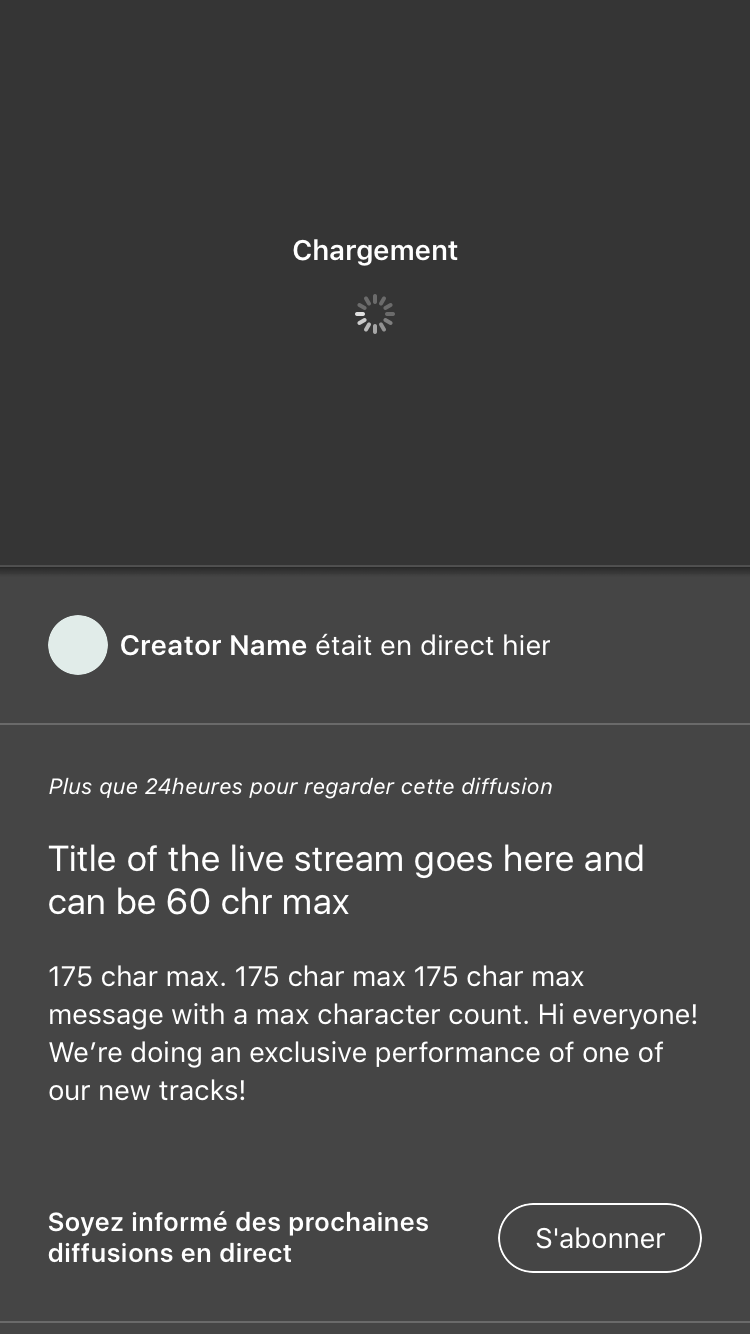 Chargement
Creator Name était en direct hier
Plus que 24heures pour regarder cette diffusion
Title of the live stream goes here and
can be 60 chr max
175 char max. 175 char max 175 char max
message with a max character count. Hi everyone!
We’re doing an exclusive performance of one of
our new tracks!
Soyez informé des prochaines
diffusions en direct
S'abonner